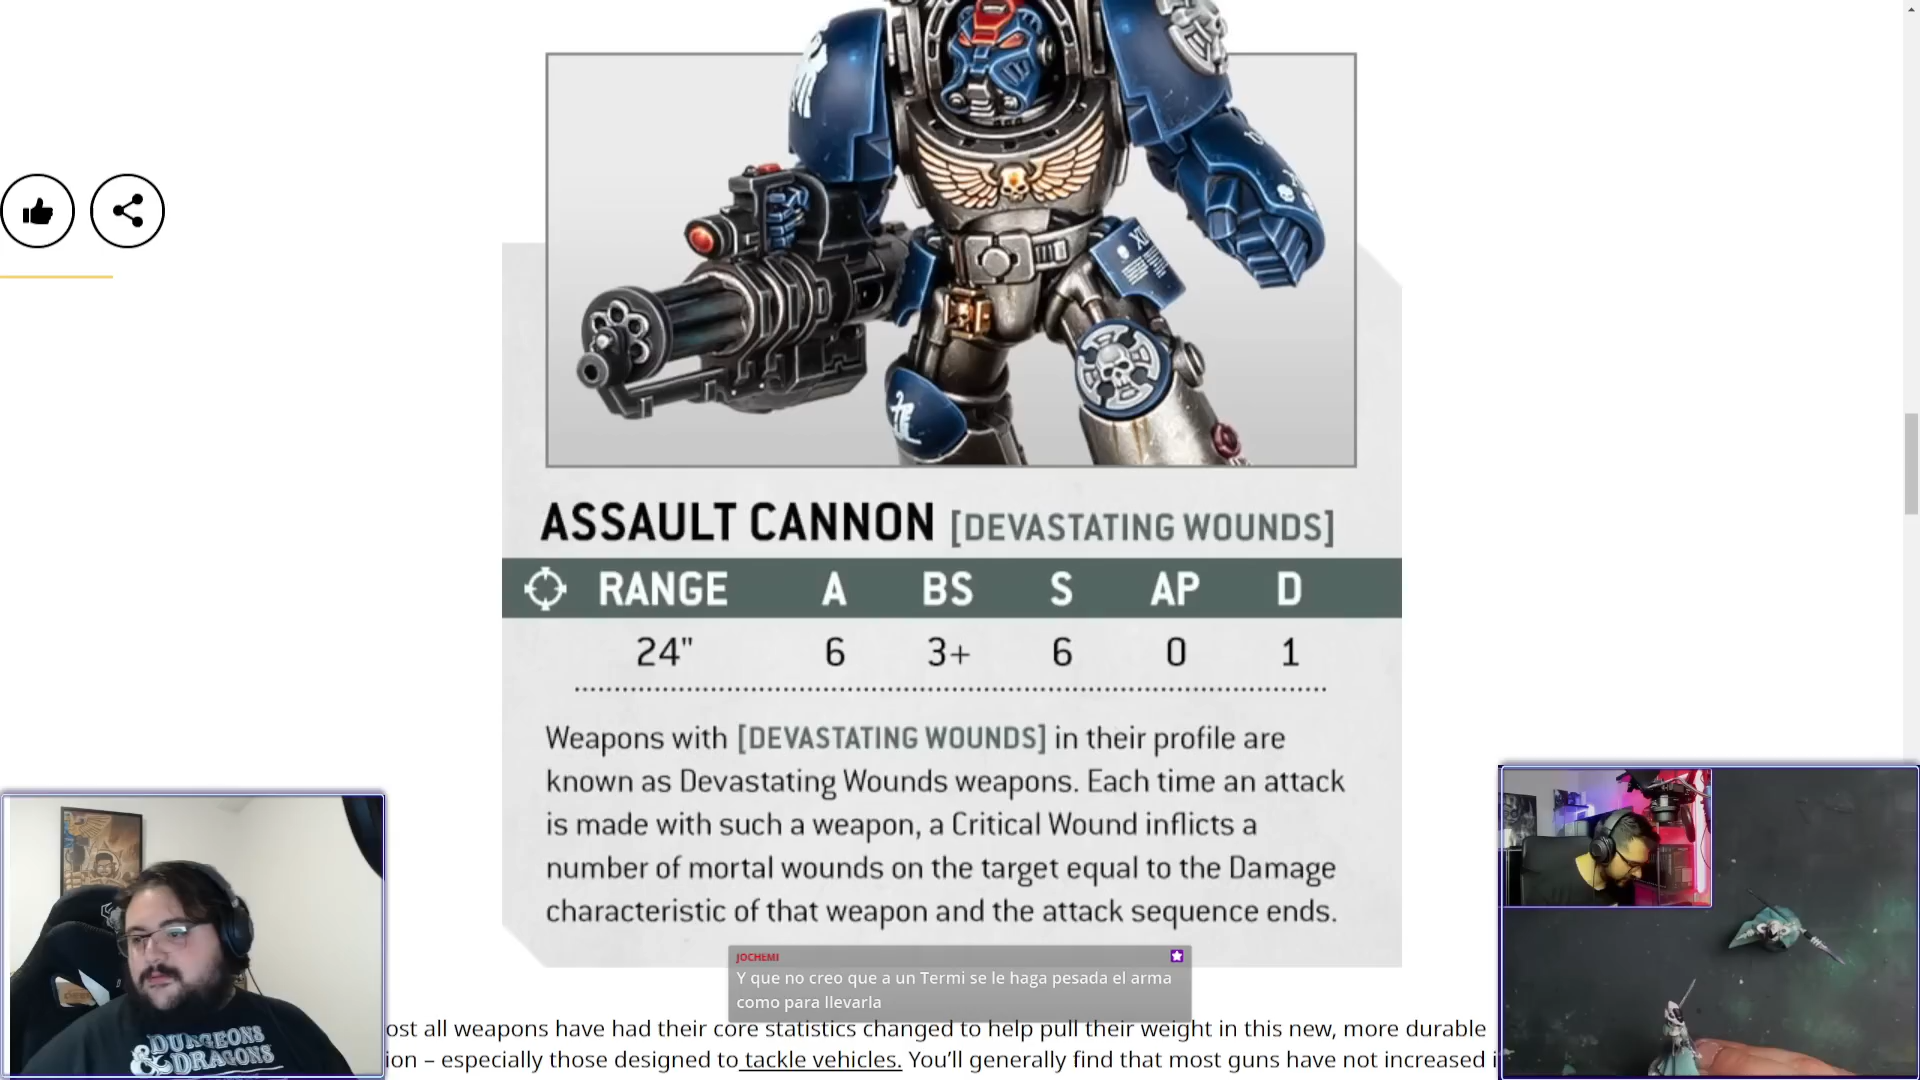 XI
ASSAULT CANNON [DEVASTATING WOUNDS]
RANGE A BS S AP D
24" 6 3+ 6 0 1
Weapons with [DEVASTATING WOUNDS] in their profile are
known as Devastating Wounds weapons. Each time an attack
is made with such a weapon, a Critical Wound inflicts a
number of mortal wounds on the target equal to the Damage
characteristic of that weapon and the attack sequence ends.
JOCHEMI
Y que no creo que a un Termi se le haga pesada el arma
como para llevarla
ost all weapons have had their core statistics changed to help pull their weight in this new, more durable
ion – especially those designed to tackle vehicles. You'll generally find that most guns have not increased i
DUNGEONS
& DRAGONS